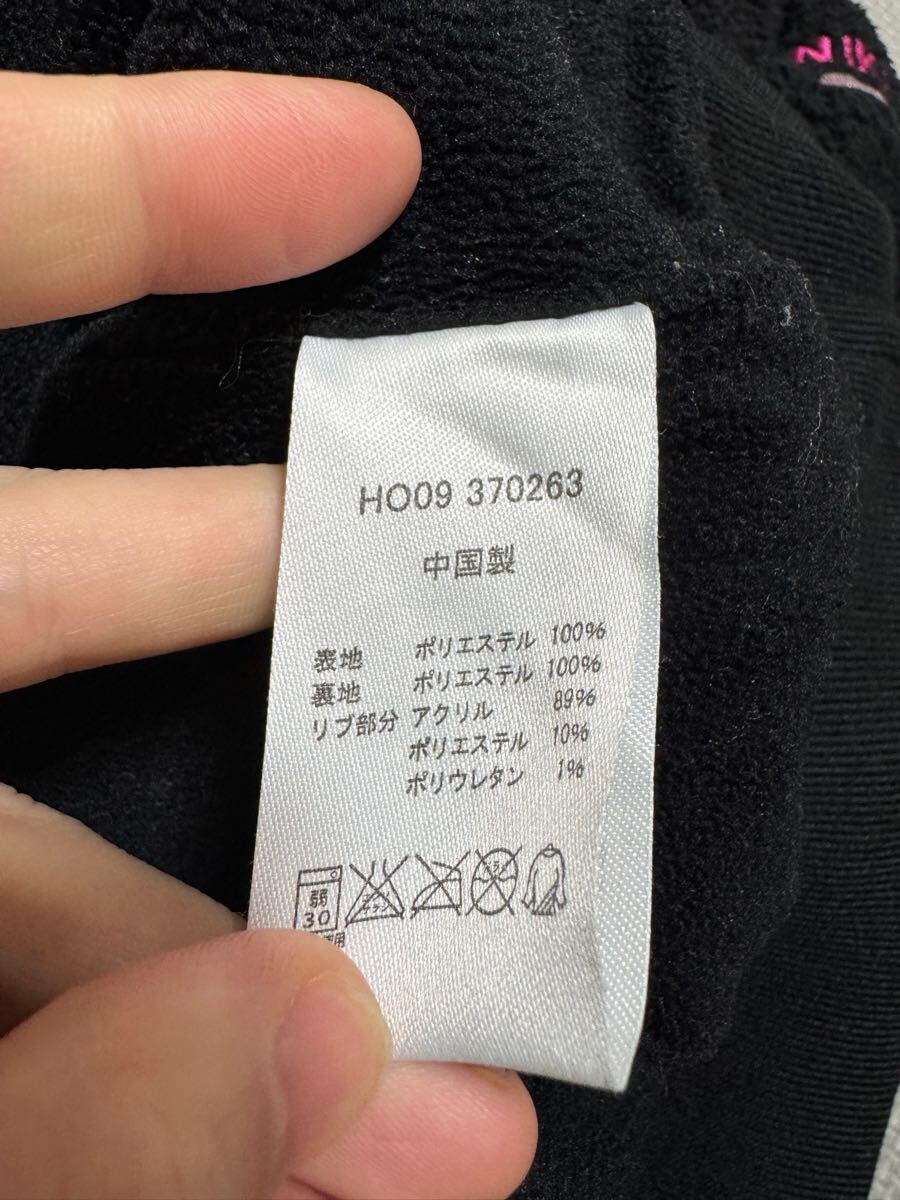 NIK
HO09 370263
中国製
表地 ポリエステル 100%
裏地 ポリエステル 100%
リブ部分 アクリル 89%
ポリエステル 10%
ポリウレタン 1%
弱
30